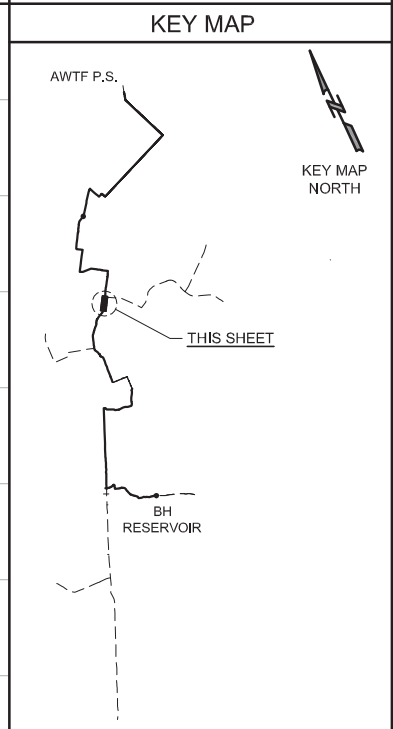 KEY MAP
AWTF P.S.
KEY MAP
NORTH
THIS SHEET
BH
RESERVOIR